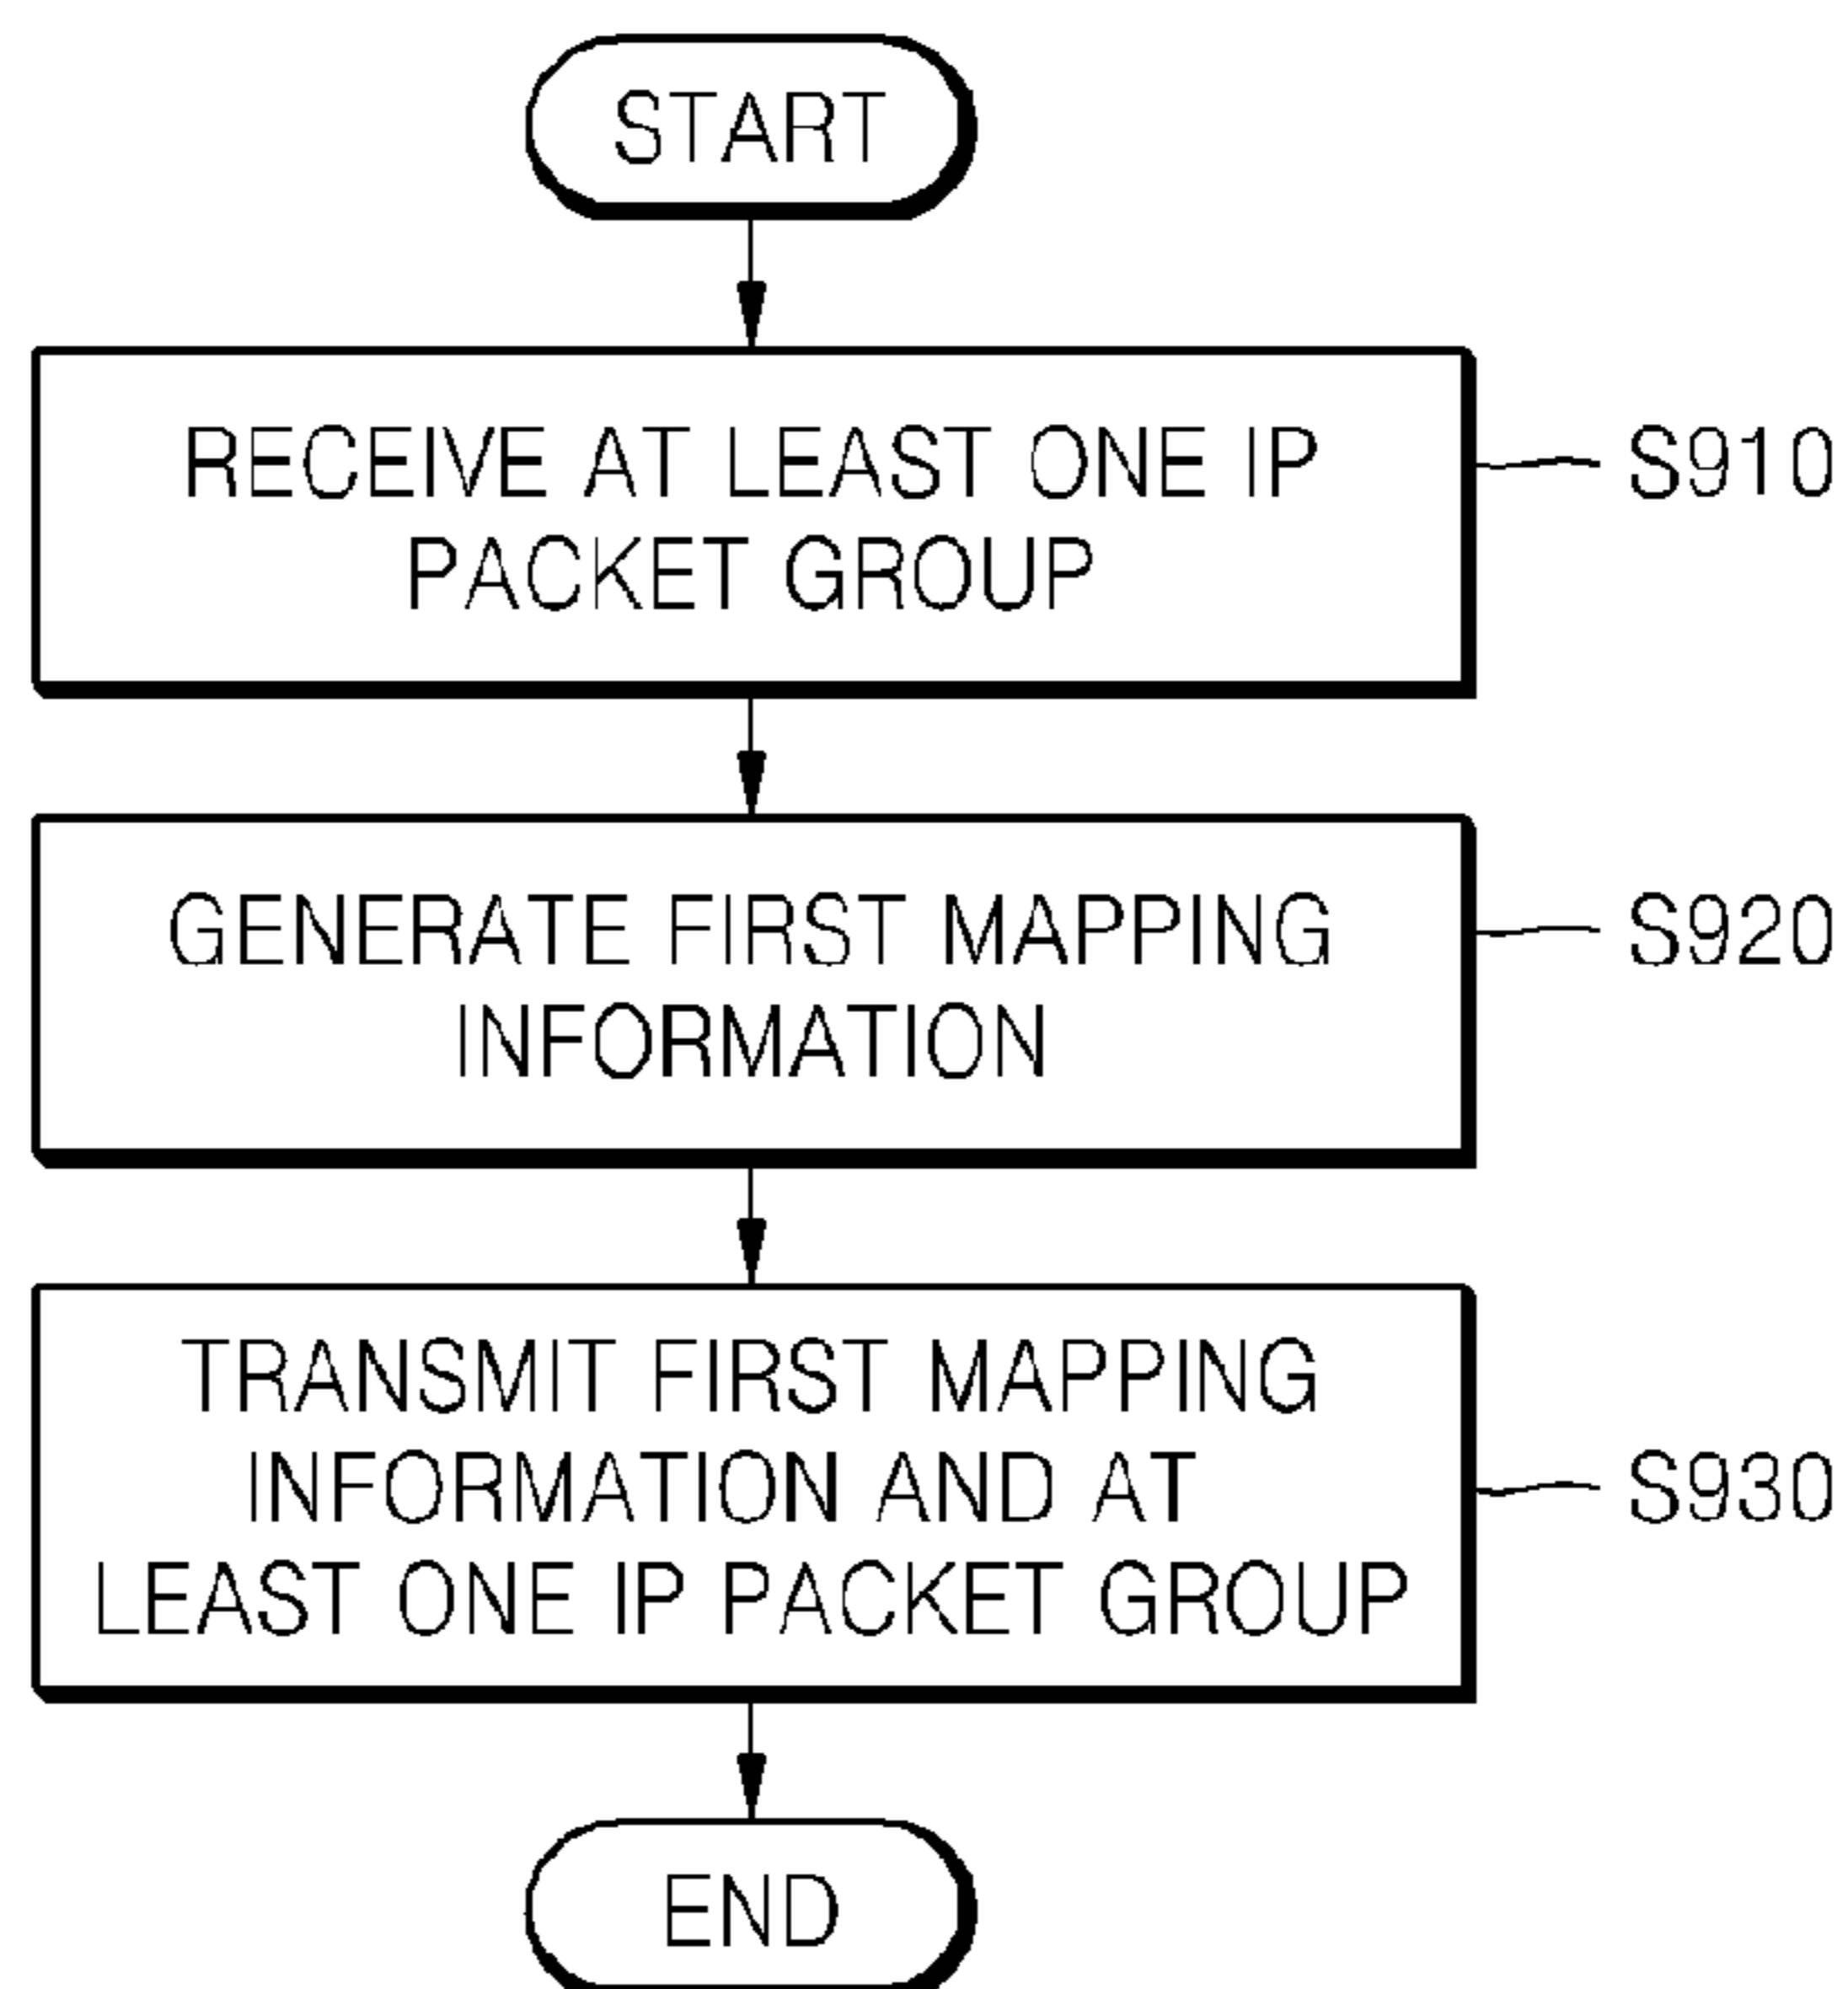 START
RECEIVE AT LEAST ONE IP
PACKET GROUP
S910
GENERATE FIRST MAPPING
INFORMATION
S920
TRANSMIT FIRST MAPPING
INFORMATION AND AT
LEAST ONE IP PACKET GROUP
S930
END